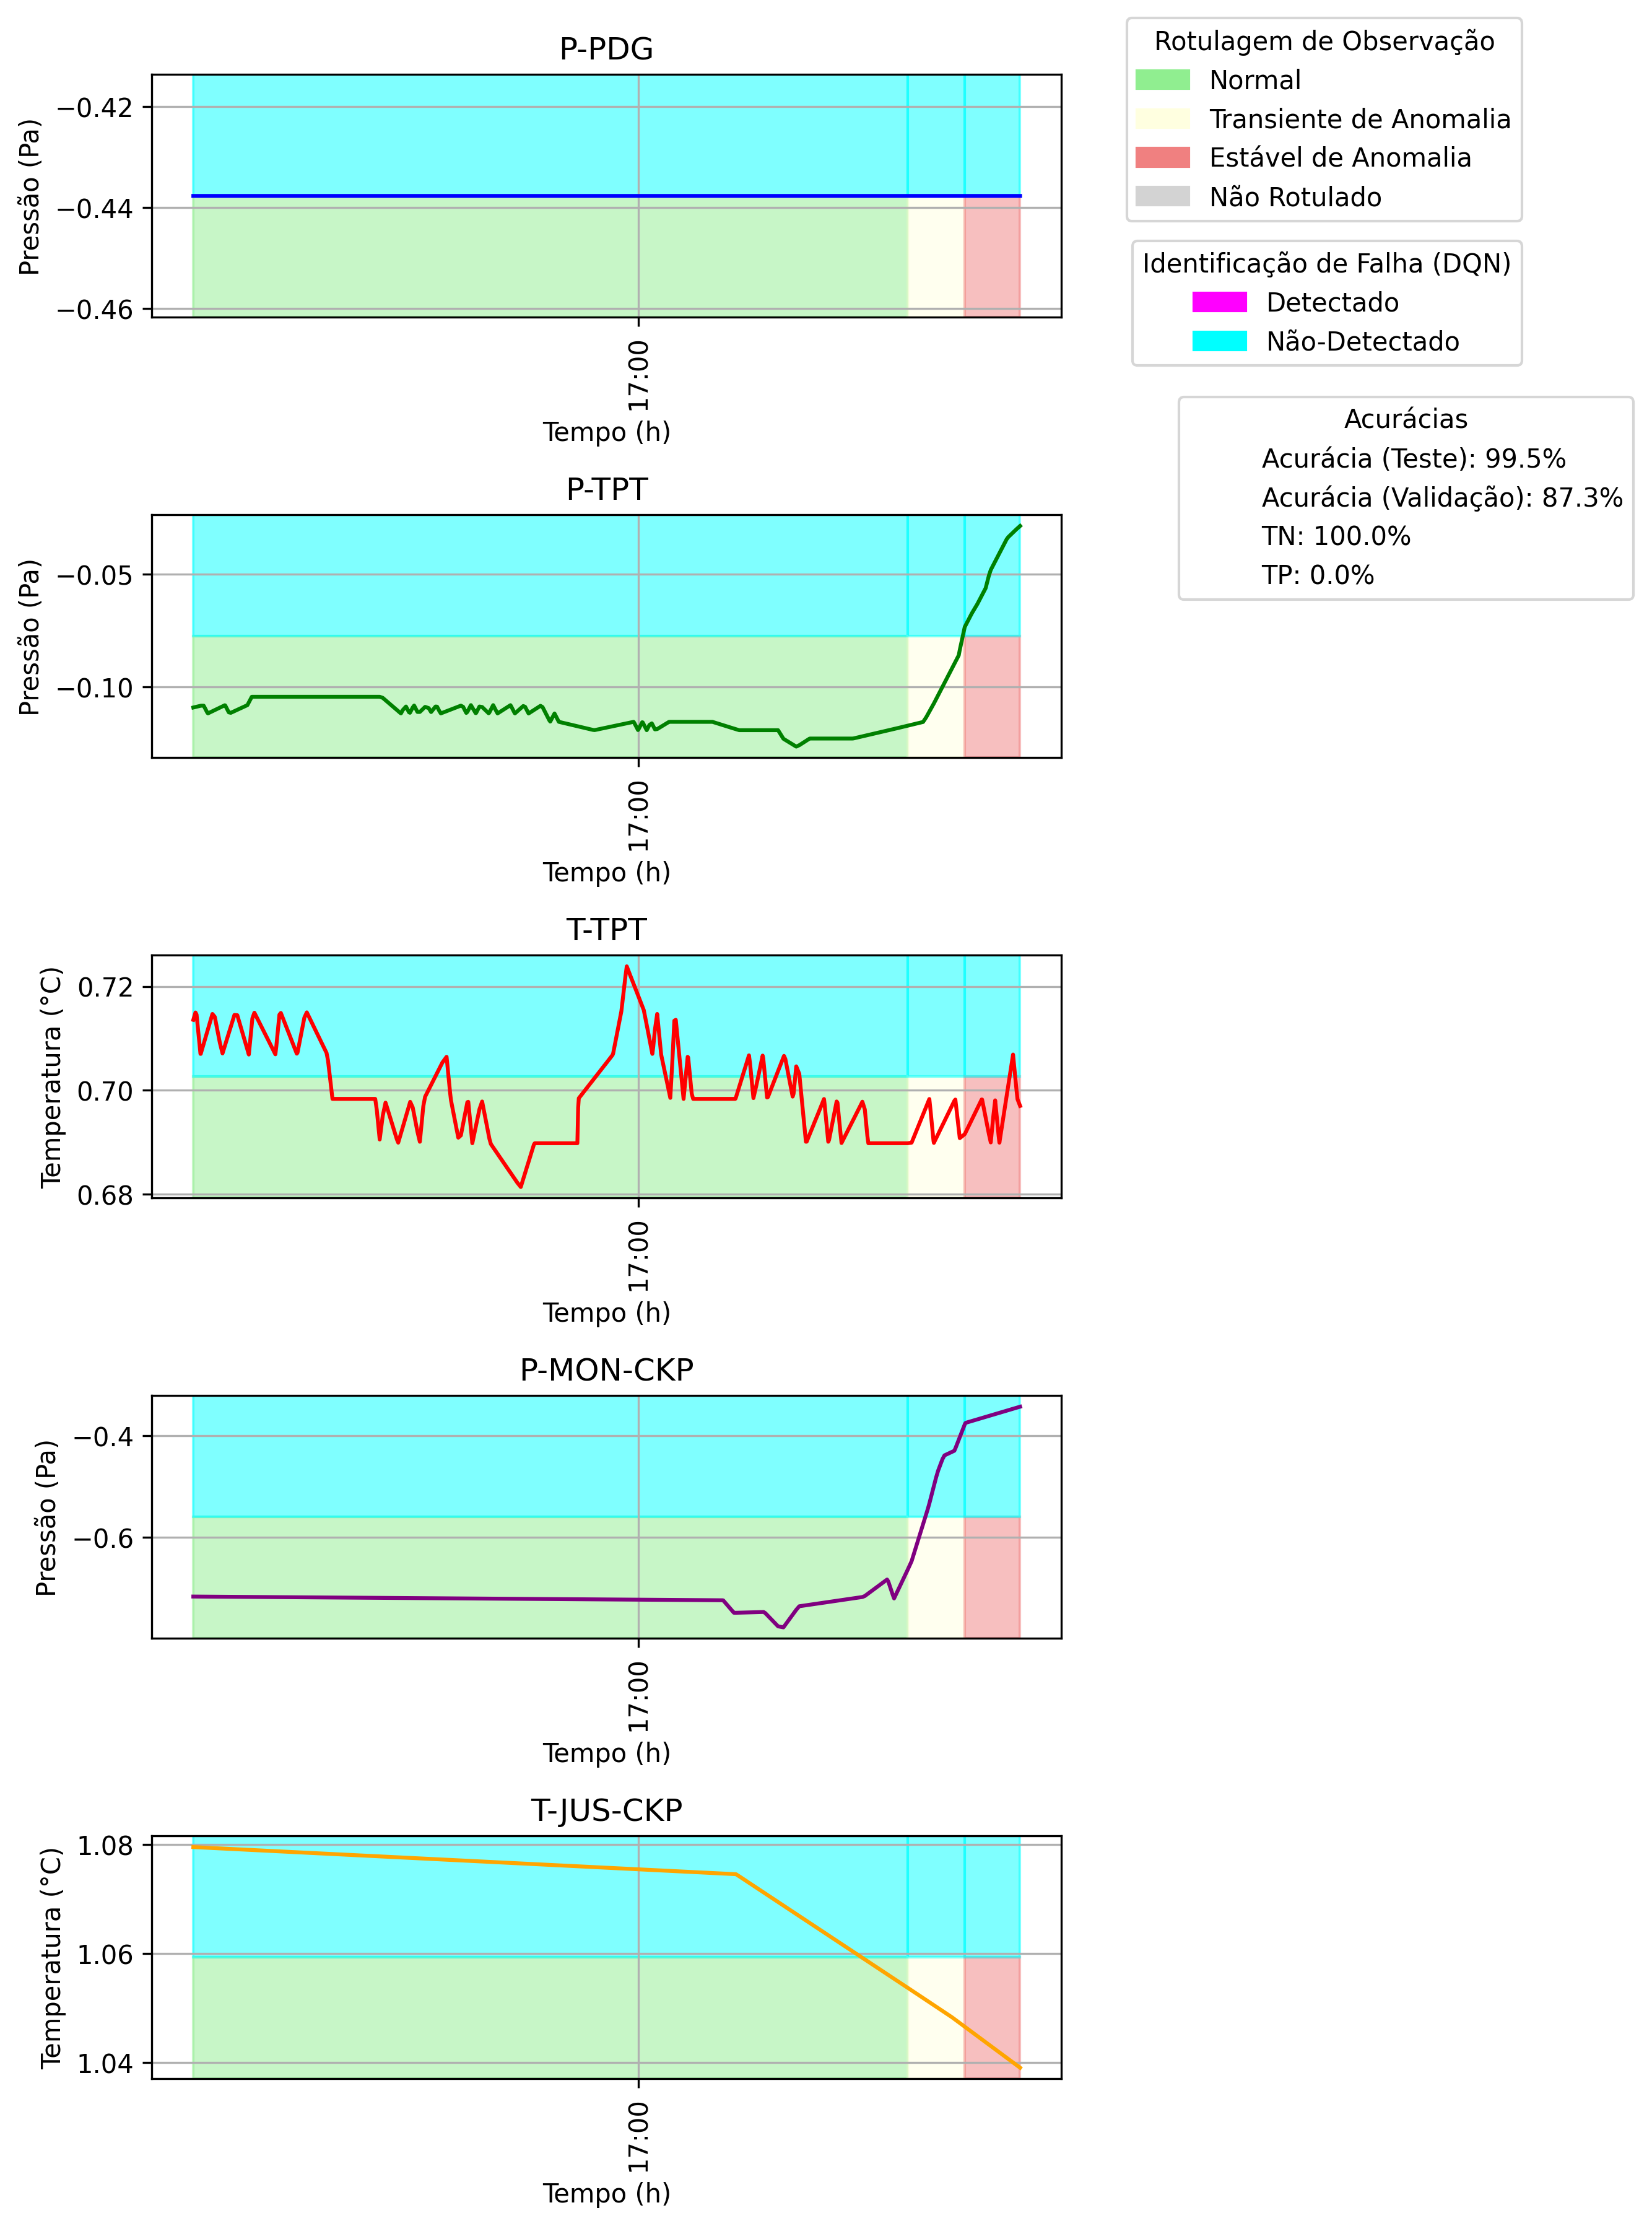 P-PDG
Pressão (Pa)
−0.42
−0.44
−0.46
17:00
Tempo (h)
Rotulagem de Observação
Normal
Transiente de Anomalia
Estável de Anomalia
Não Rotulado
Identificação de Falha (DQN)
Detectado
Não-Detectado
Acurácias
Acurácia (Teste): 99.5%
Acurácia (Validação): 87.3%
TN: 100.0%
TP: 0.0%
P-TPT
Pressão (Pa)
−0.05
−0.10
17:00
Tempo (h)
T-TPT
Temperatura (°C)
0.72
0.70
0.68
17:00
Tempo (h)
P-MON-CKP
Pressão (Pa)
−0.4
−0.6
17:00
Tempo (h)
T-JUS-CKP
Temperatura (°C)
1.08
1.06
1.04
17:00
Tempo (h)